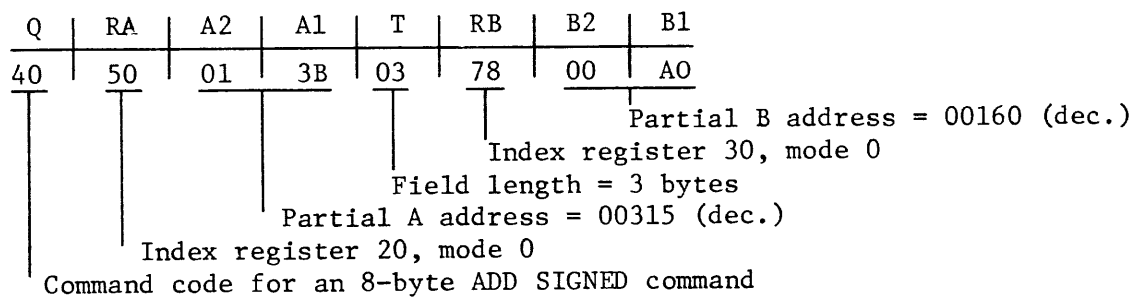 Q RA A2 A1 T RB B2 B1
40 50 01 3B 03 78 00 A0
Partial B address = 00160 (dec.)
Index register 30, mode 0
Field length = 3 bytes
Partial A address = 00315 (dec.)
Index register 20, mode 0
Command code for an 8-byte ADD SIGNED command